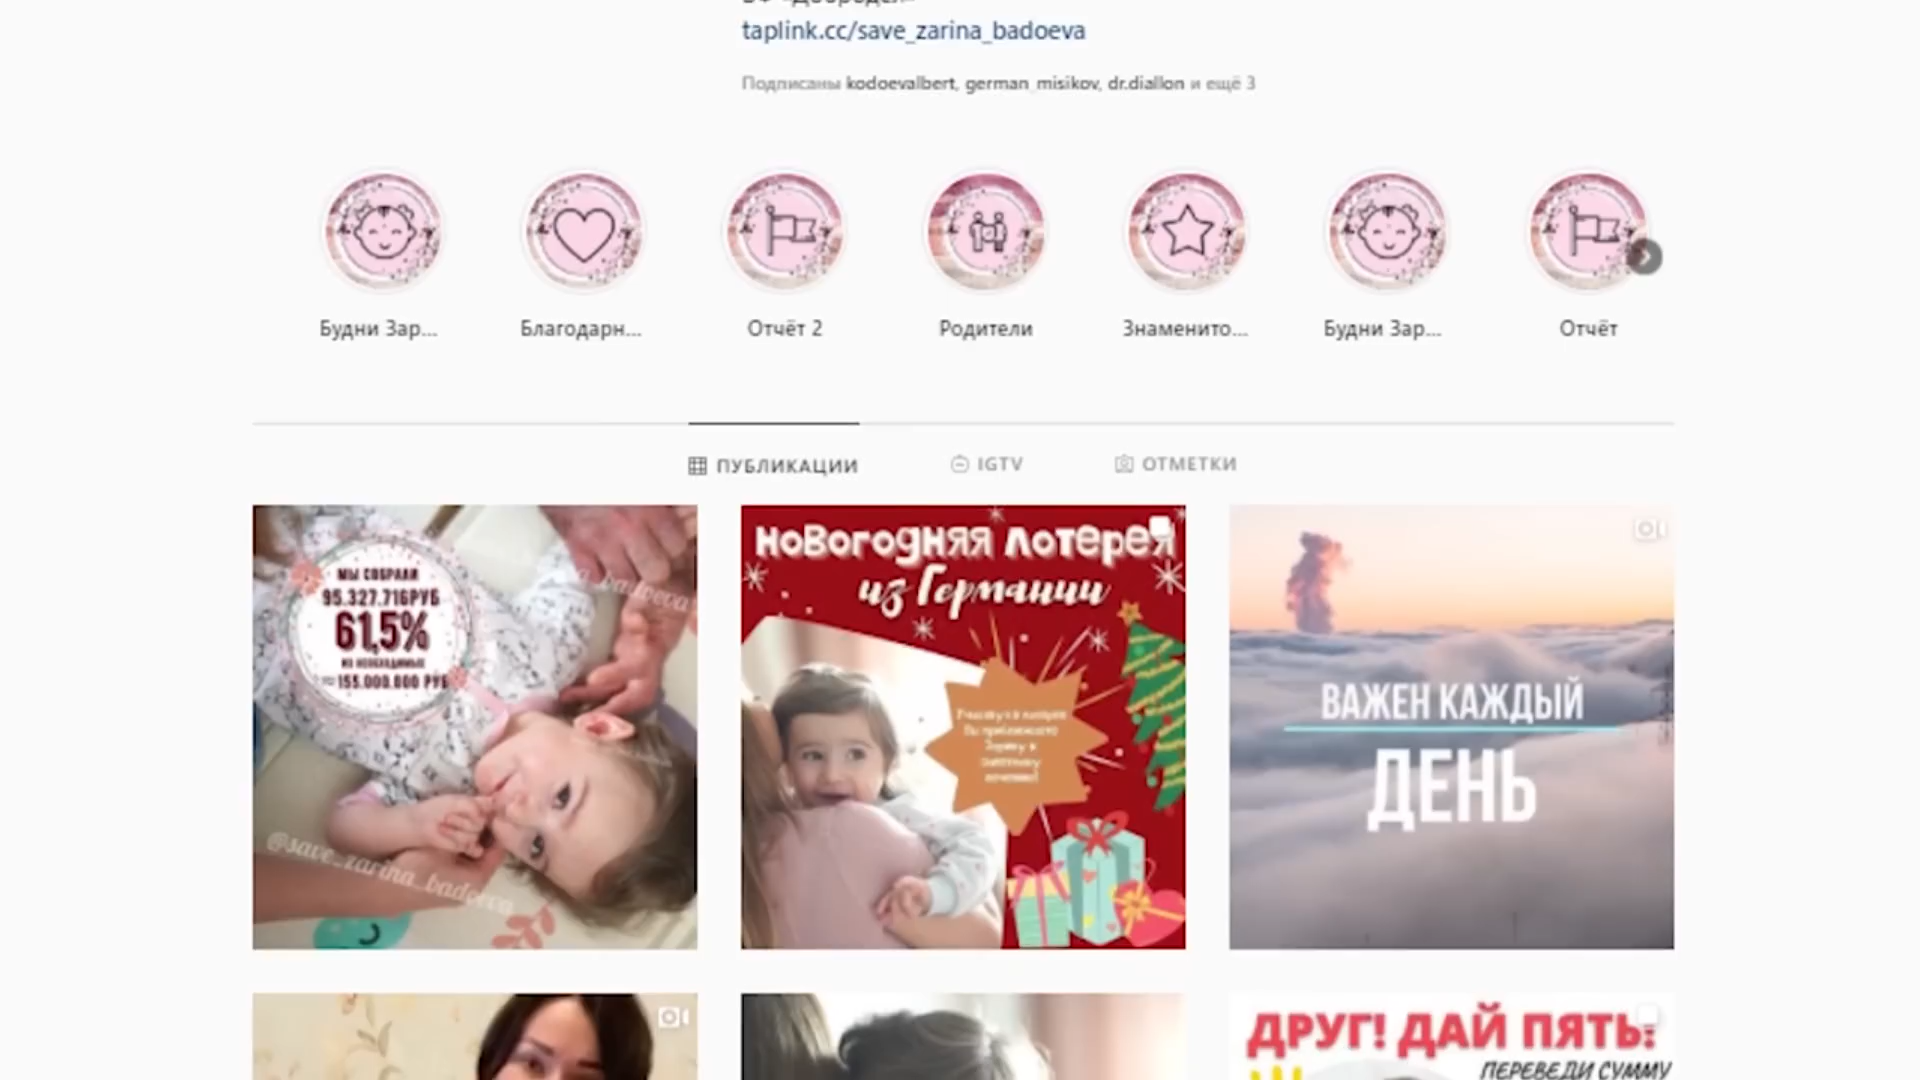 taplink.cc/save_zarina_badoeva
Подписаны kodoevalbert, german_misikov, dr.diallon и ещё 3
Будни Зар...
Благодарн...
Отчёт 2
Родители
Знаменито...
Будни Зар...
Отчёт
ПУБЛИКАЦИИ
IGTV
ОТМЕТКИ
МЫ СОБРАЛИ
95.327.716РУБ
61,5%
ИЗ НЕОБХОДИМЫХ
155.000.000 РУБ
@save_zarina_badoeva
Новогодняя лотерея
из Германии
ВАЖЕН КАЖДЫЙ
ДЕНЬ
ДРУГ! ДАЙ ПЯТЬ!
ПЕРЕВЕДИ СУММУ